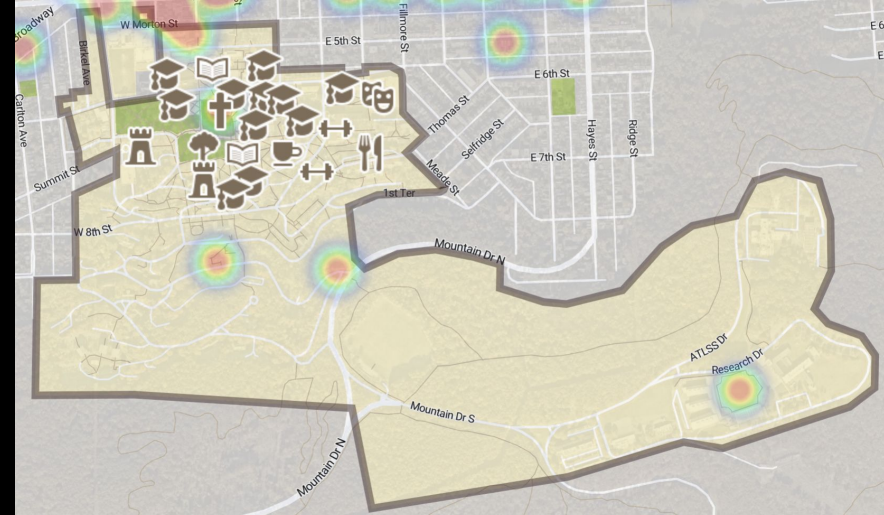 Broadway
W Morton St
Birkel Ave
Carlton Ave
Fillmore St
E 5th St
E 6th St
E 6
E
Thomas St
Selfridge St
Hayes St
Ridge St
E 7th St
Meade St
Summit St
1st Ter
W 8th St
Mountain Dr N
ATLSS Dr
Research Dr
Mountain Dr S
Mountain Dr N